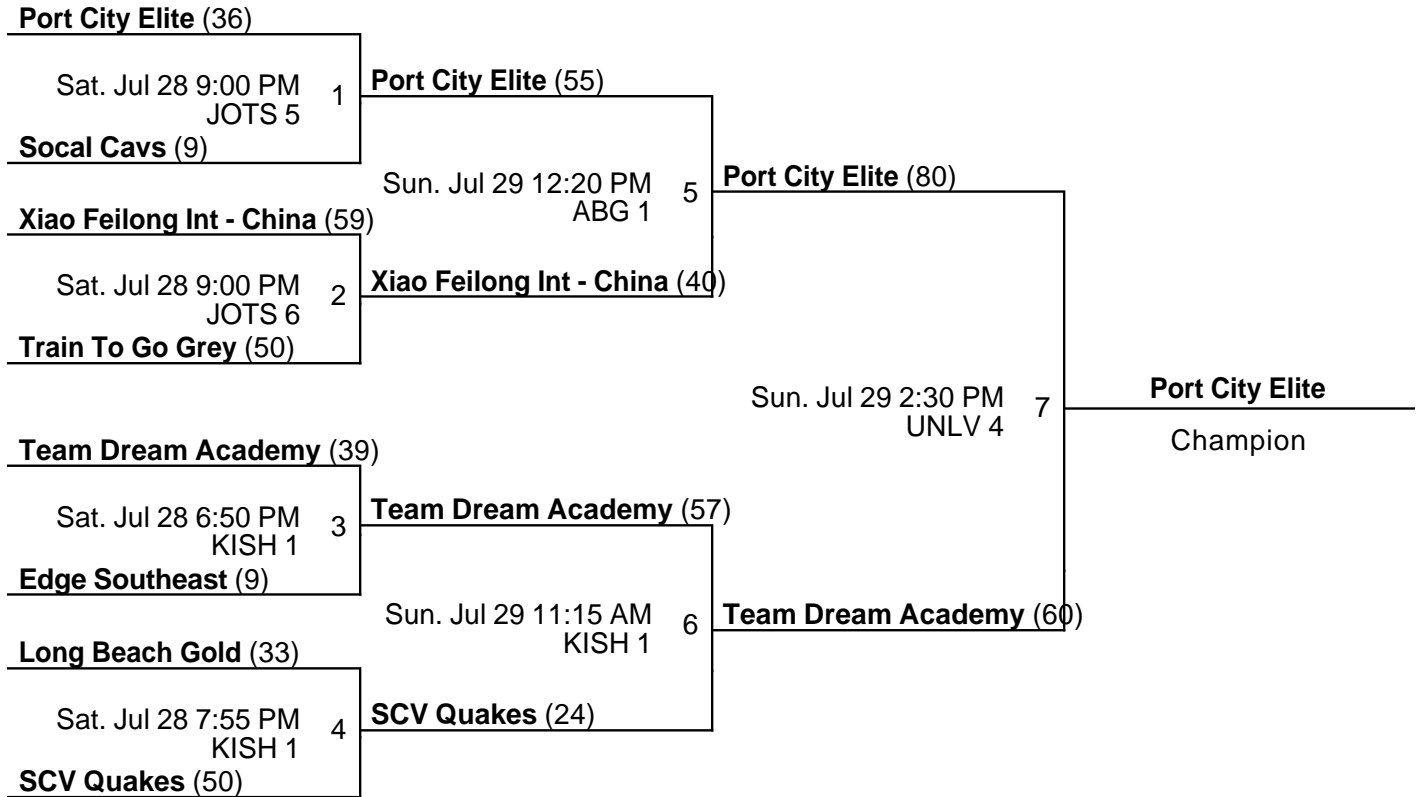 Port City Elite (36)
Sat. Jul 28 9:00 PM
JOTS 5
1
Socal Cavs (9)
Xiao Feilong Int - China (59)
Sat. Jul 28 9:00 PM
JOTS 6
2
Train To Go Grey (50)
Team Dream Academy (39)
Sat. Jul 28 6:50 PM
KISH 1
3
Edge Southeast (9)
Long Beach Gold (33)
Sat. Jul 28 7:55 PM
KISH 1
4
SCV Quakes (50)
Port City Elite (55)
Sun. Jul 29 12:20 PM
ABG 1
5
Xiao Feilong Int - China (40)
Team Dream Academy (57)
Sun. Jul 29 11:15 AM
KISH 1
6
SCV Quakes (24)
Port City Elite (80)
Sun. Jul 29 2:30 PM
UNLV 4
7
Team Dream Academy (60)
Port City Elite
Champion